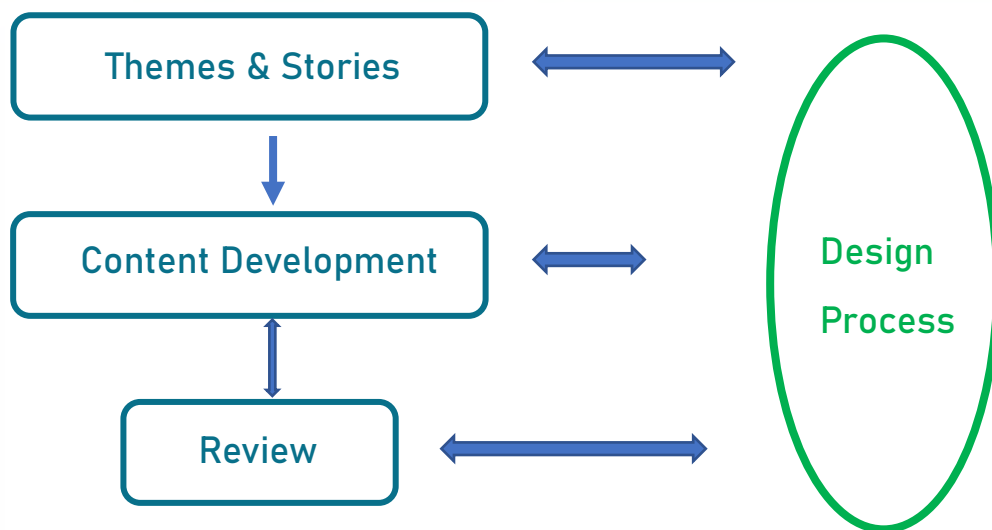 Themes & Stories
Content Development
Design
Process
Review